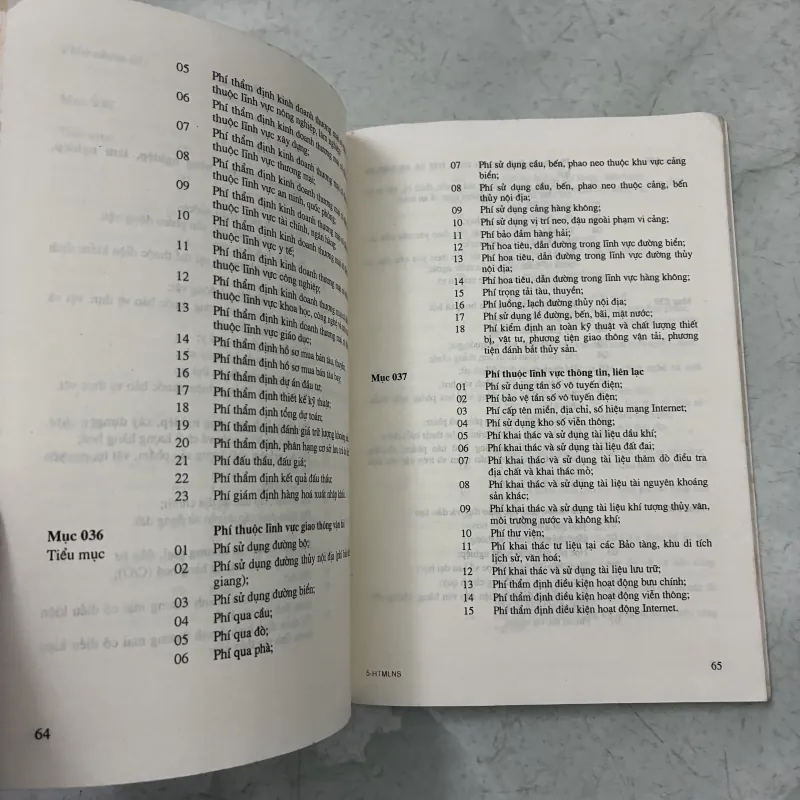 05 Phí thẩm định kinh doanh thương mại
thuộc lĩnh vực nông nghiệp, lâm nghiệp
06 Phí thẩm định kinh doanh thương mại
thuộc lĩnh vực xây dựng;
07 Phí thẩm định kinh doanh thương mại
thuộc lĩnh vực thương mại;
08 Phí thẩm định kinh doanh thương mại
thuộc lĩnh vực an ninh, quốc phòng;
09 Phí thẩm định kinh doanh thương mại
thuộc lĩnh vực tài chính, ngân hàng
10 Phí thẩm định kinh doanh thương mại
thuộc lĩnh vực y tế;
11 Phí thẩm định kinh doanh thương mại
thuộc lĩnh vực công nghiệp;
12 Phí thẩm định kinh doanh thương mại
thuộc lĩnh vực khoa học, công nghệ
13 Phí thẩm định kinh doanh thương mại
thuộc lĩnh vực giáo dục;
14 Phí thẩm định hồ sơ mua bán tàu thuyền;
15 Phí thẩm định hồ sơ mua bán tàu bay;
16 Phí thẩm định dự án đầu tư;
17 Phí thẩm định thiết kế kỹ thuật;
18 Phí thẩm định tổng dự toán;
19 Phí thẩm định đánh giá trữ lượng khoáng sản;
20 Phí thẩm định, phân hạng cơ sở lưu trú du lịch;
21 Phí đấu thầu, đấu giá;
22 Phí thẩm định kết quả đấu thầu;
23 Phí giám định hàng hoá xuất nhập khẩu.
Mục 036 Phí thuộc lĩnh vực giao thông vận tải
Tiểu mục 01 Phí sử dụng đường bộ;
02 Phí sử dụng đường thủy nội địa
giang);
03 Phí sử dụng đường biển;
04 Phí qua cầu;
05 Phí qua đò;
06 Phí qua phà;
64
07 Phí sử dụng cầu, bến, phao neo thuộc khu vực cảng
biển;
08 Phí sử dụng cầu, bến, phao neo thuộc cảng, bến
thủy nội địa;
09 Phí sử dụng cảng hàng không;
10 Phí sử dụng vị trí neo, đậu ngoài phạm vi cảng;
11 Phí bảo đảm hàng hải;
12 Phí hoa tiêu, dẫn đường trong lĩnh vực đường biển;
13 Phí hoa tiêu, dẫn đường trong lĩnh vực đường thủy
nội địa;
14 Phí hoa tiêu, dẫn đường trong lĩnh vực hàng không;
15 Phí trọng tải tàu, thuyền;
16 Phí luồng, lạch đường thủy nội địa;
17 Phí sử dụng lề đường, bến, bãi, mặt nước;
18 Phí kiểm định an toàn kỹ thuật và chất lượng thiết
bị, vật tư, phương tiện giao thông vận tải, phương
tiện đánh bắt thủy sản.
Mục 037 Phí thuộc lĩnh vực thông tin, liên lạc
01 Phí sử dụng tần số vô tuyến điện;
02 Phí bảo vệ tần số vô tuyến điện;
03 Phí cấp tên miền, địa chỉ, số hiệu mạng Internet;
04 Phí sử dụng kho số viễn thông;
05 Phí khai thác và sử dụng tài liệu dầu khí;
06 Phí khai thác và sử dụng tài liệu đất đai;
07 Phí khai thác và sử dụng tài liệu thăm dò điều tra
địa chất và khai thác mỏ;
08 Phí khai thác và sử dụng tài liệu tài nguyên khoáng
sản khác;
09 Phí khai thác và sử dụng tài liệu khí tượng thủy văn,
môi trường nước và không khí;
10 Phí thư viện;
11 Phí khai thác tư liệu tại các Bảo tàng, khu di tích
lịch sử, văn hoá;
12 Phí khai thác và sử dụng tài liệu lưu trữ;
13 Phí thẩm định điều kiện hoạt động bưu chính;
14 Phí thẩm định điều kiện hoạt động viễn thông;
15 Phí thẩm định điều kiện hoạt động Internet.
5-HTMLNS
65